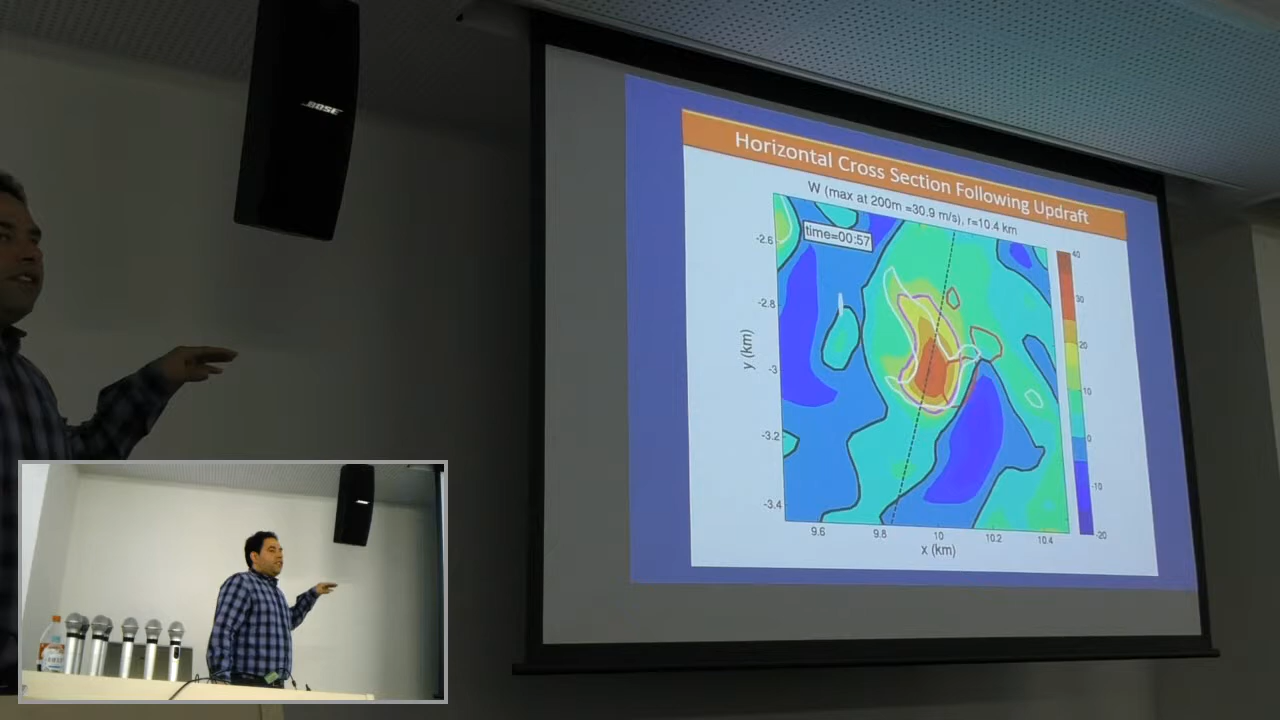 BOSE
Horizontal Cross Section Following Updraft
W (max at 200m =30.9 m/s), r=10.4 km
time=00:57
-2.6
-2.8
-3
-3.2
-3.4
y (km)
9.6 9.8 10 10.2 10.4
x (km)
40
30
20
10
0
-10
-20